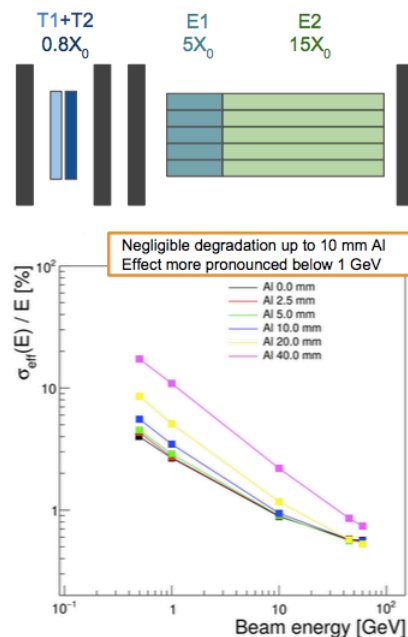 T1+T2 E1 E2
0.8X₀ 5X₀ 15X₀
Negligible degradation up to 10 mm Al
Effect more pronounced below 1 GeV
10²
Al 0.0 mm
Al 2.5 mm
Al 5.0 mm
Al 10.0 mm
Al 20.0 mm
Al 40.0 mm
σeff(E) / E [%]
10
1
10⁻¹ 1 10 10²
Beam energy [GeV]